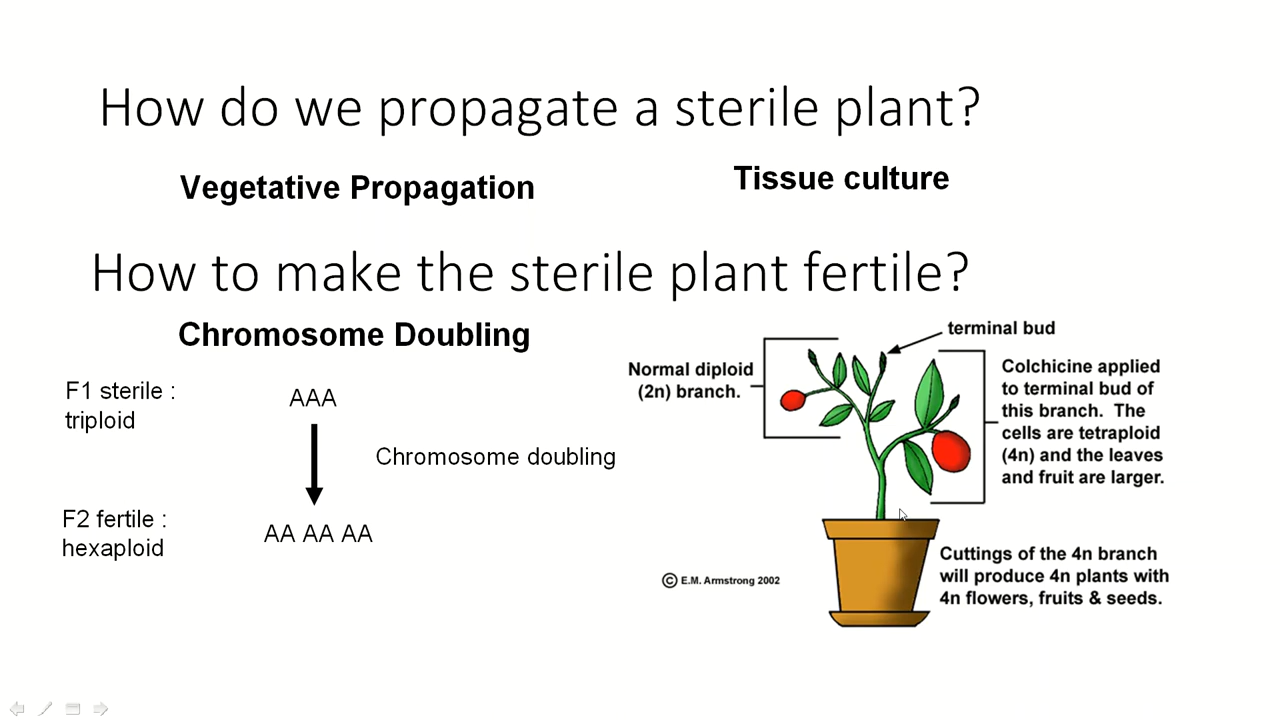 How do we propagate a sterile plant?
Vegetative Propagation
Tissue culture
How to make the sterile plant fertile?
Chromosome Doubling
F1 sterile :
triploid
AAA
Chromosome doubling
F2 fertile :
hexaploid
AA AA AA
terminal bud
Normal diploid
(2n) branch.
Colchicine applied
to terminal bud of
this branch. The
cells are tetraploid
(4n) and the leaves
and fruit are larger.
Cuttings of the 4n branch
will produce 4n plants with
4n flowers, fruits & seeds.
© E.M. Armstrong 2002